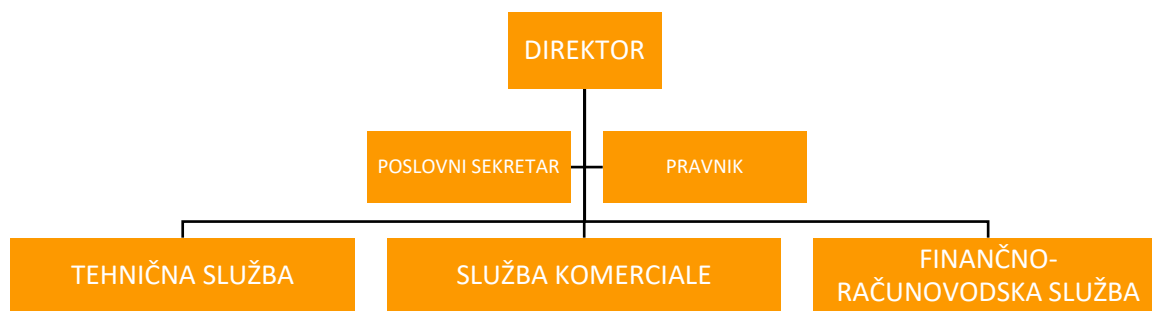 DIREKTOR
POSLOVNI SEKRETAR
PRAVNIK
TEHNIČNA SLUŽBA
SLUŽBA KOMERCIALE
FINANČNO-
RAČUNOVODSKA SLUŽBA